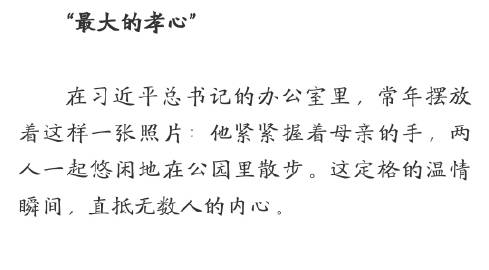 “最大的孝心”
在习近平总书记的办公室里，常年摆放
着这样一张照片：他紧紧握着母亲的手，两
人一起悠闲地在公园里散步。这定格的温情
瞬间，直抵无数人的内心。